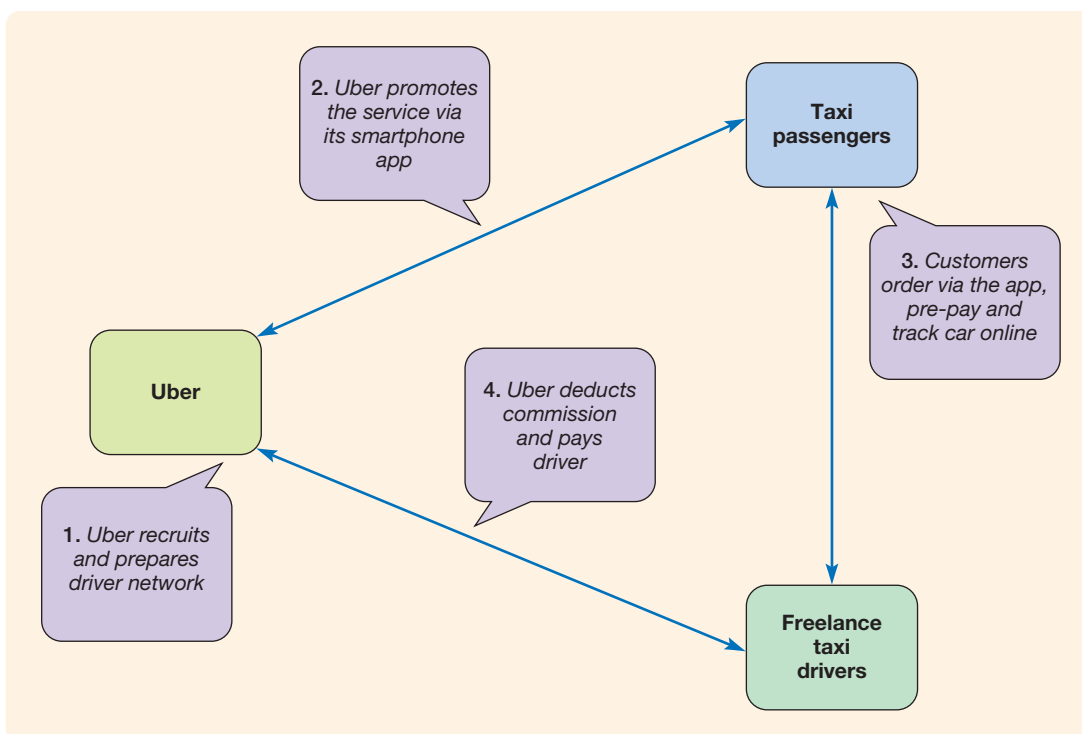 2. Uber promotes
the service via
its smartphone
app
Taxi
passengers
3. Customers
order via the app,
pre-pay and
track car online
Uber
4. Uber deducts
commission
and pays
driver
1. Uber recruits
and prepares
driver network
Freelance
taxi
drivers